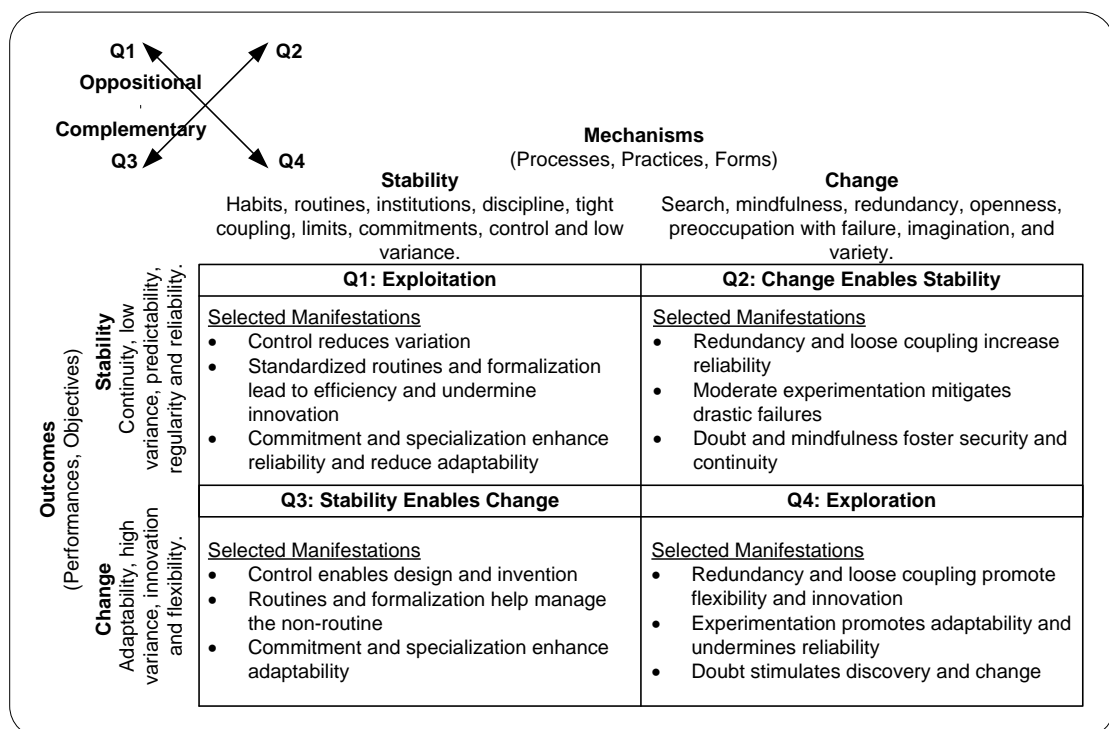 Q1
Q2
Oppositional
Complementary
Q3
Q4
Mechanisms
(Processes, Practices, Forms)
Stability
Habits, routines, institutions, discipline, tight
coupling, limits, commitments, control and low
variance.
Change
Search, mindfulness, redundancy, openness,
preoccupation with failure, imagination, and
variety.
Outcomes
(Performances, Objectives)
Stability
Continuity, low
variance, predictability,
regularity and reliability.
Q1: Exploitation
Selected Manifestations
• Control reduces variation
• Standardized routines and formalization
lead to efficiency and undermine
innovation
• Commitment and specialization enhance
reliability and reduce adaptability
Q2: Change Enables Stability
Selected Manifestations
• Redundancy and loose coupling increase
reliability
• Moderate experimentation mitigates
drastic failures
• Doubt and mindfulness foster security and
continuity
Change
Adaptability, high
variance, innovation
and flexibility.
Q3: Stability Enables Change
Selected Manifestations
• Control enables design and invention
• Routines and formalization help manage
the non-routine
• Commitment and specialization enhance
adaptability
Q4: Exploration
Selected Manifestations
• Redundancy and loose coupling promote
flexibility and innovation
• Experimentation promotes adaptability and
undermines reliability
• Doubt stimulates discovery and change